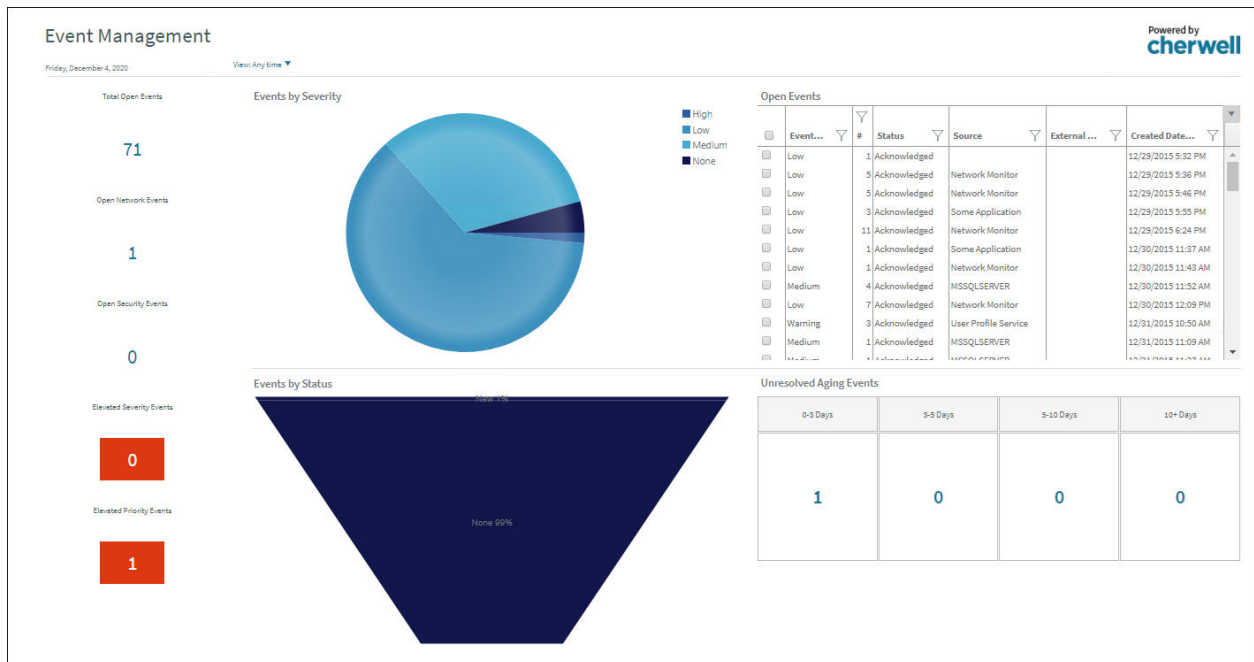 Event Management
Powered by
cherwell
Friday, December 4, 2020
View: Any time
Total Open Events
71
Open Network Events
1
Open Security Events
0
Elevated Severity Events
0
Elevated Priority Events
1
Events by Severity
High
Low
Medium
None
Open Events
Event... # Status Source External ... Created Date...
Low 1 Acknowledged 12/29/2015 5:32 PM
Low 5 Acknowledged Network Monitor 12/29/2015 5:36 PM
Low 5 Acknowledged Network Monitor 12/29/2015 5:46 PM
Low 3 Acknowledged Some Application 12/29/2015 5:55 PM
Low 11 Acknowledged Network Monitor 12/29/2015 6:24 PM
Low 1 Acknowledged Some Application 12/30/2015 11:37 AM
Low 1 Acknowledged Network Monitor 12/30/2015 11:43 AM
Medium 4 Acknowledged MSSQLSERVER 12/30/2015 11:52 AM
Low 7 Acknowledged Network Monitor 12/30/2015 12:09 PM
Warning 3 Acknowledged User Profile Service 12/31/2015 10:50 AM
Medium 1 Acknowledged MSSQLSERVER 12/31/2015 11:09 AM
Medium 1 Acknowledged MSSQLSERVER
Events by Status
New 1%
None 99%
Unresolved Aging Events
0-3 Days 3-5 Days 5-10 Days 10+ Days
1 0 0 0